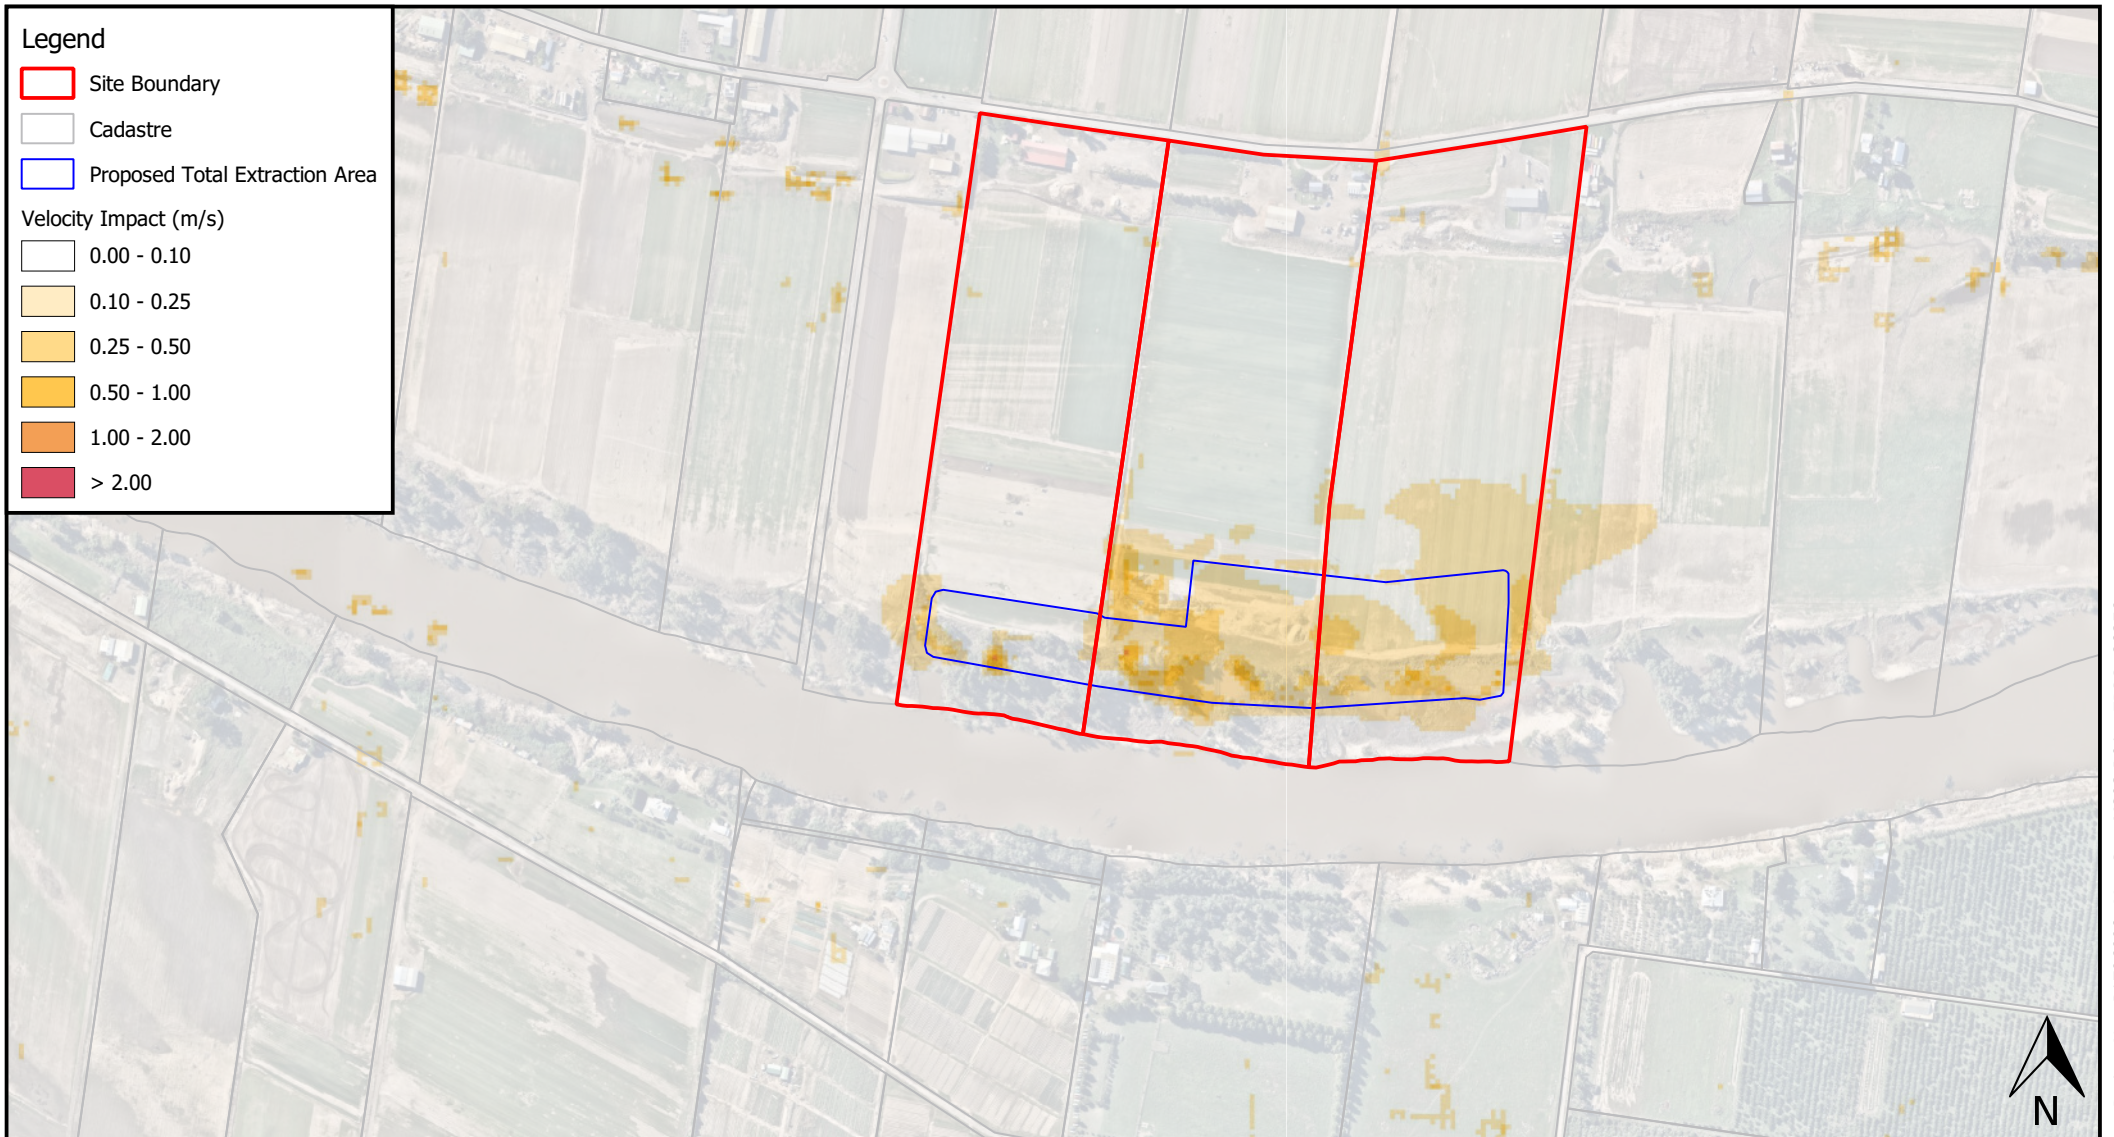 Legend
Site Boundary
Cadastre
Proposed Total Extraction Area
Velocity Impact (m/s)
0.00 - 0.10
0.10 - 0.25
0.25 - 0.50
0.50 - 1.00
1.00 - 2.00
> 2.00
N